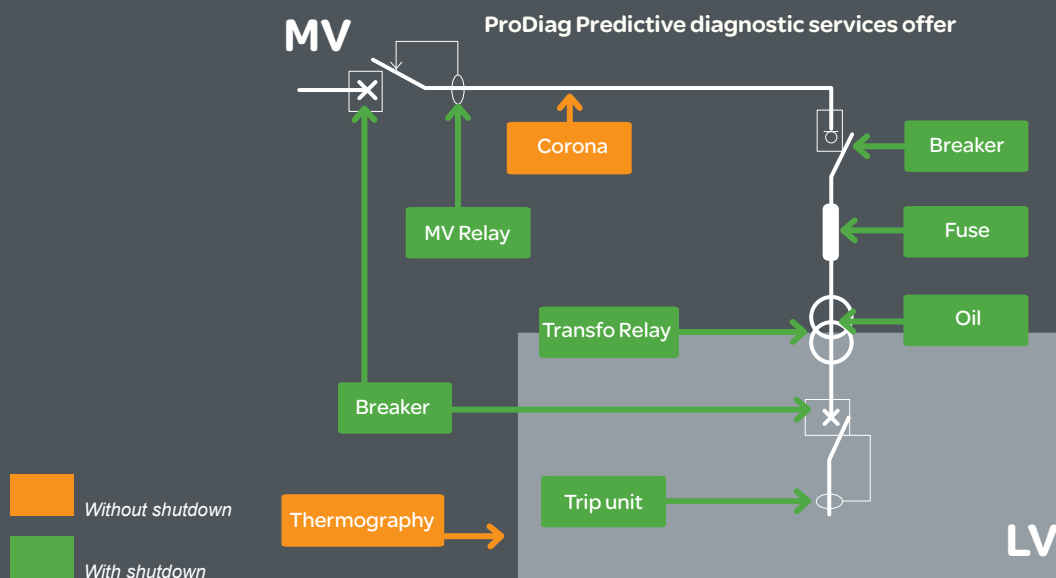 MV
ProDiag Predictive diagnostic services offer
Corona
Breaker
MV Relay
Fuse
Transfo Relay
Oil
Breaker
Trip unit
Thermography
Without shutdown
With shutdown
LV